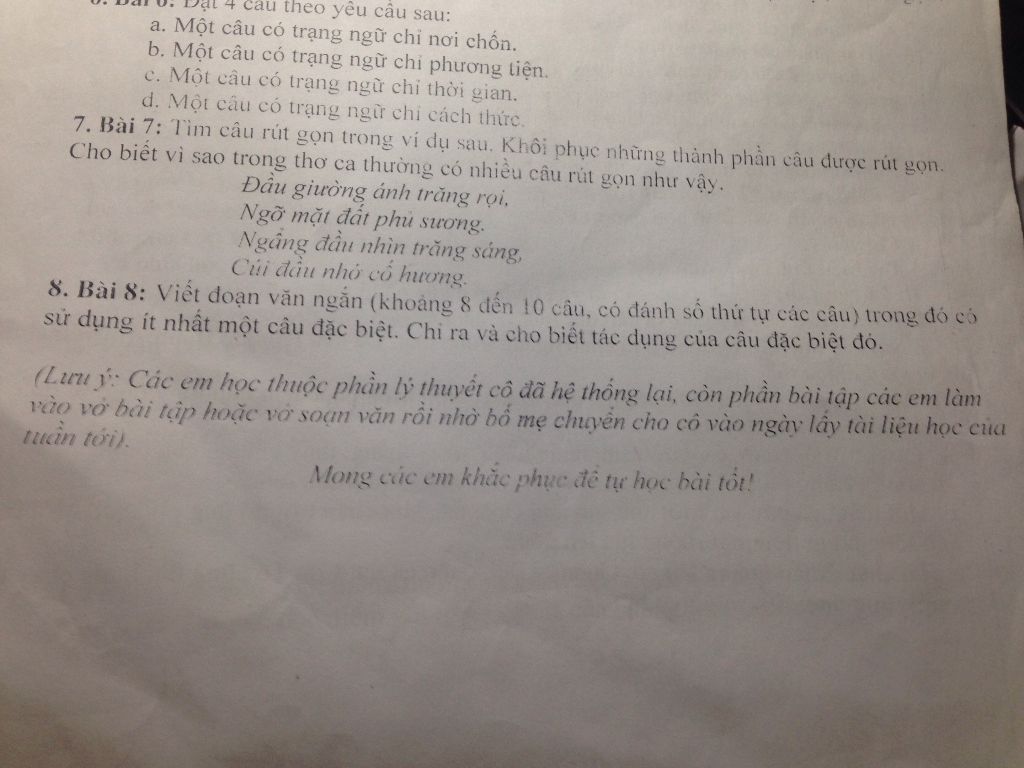 6. Bài 6: Đặt 4 câu theo yêu cầu sau:
a. Một câu có trạng ngữ chỉ nơi chốn.
b. Một câu có trạng ngữ chỉ phương tiện.
c. Một câu có trạng ngữ chỉ thời gian.
d. Một câu có trạng ngữ chỉ cách thức.
7. Bài 7: Tìm câu rút gọn trong ví dụ sau. Khôi phục những thành phần câu được rút gọn.
Cho biết vì sao trong thơ ca thường có nhiều câu rút gọn như vậy.
Đầu giường ánh trăng rọi,
Ngỡ mặt đất phủ sương.
Ngẩng đầu nhìn trăng sáng,
Cúi đầu nhớ cố hương.
8. Bài 8: Viết đoạn văn ngắn (khoảng 8 đến 10 câu, có đánh số thứ tự các câu) trong đó có
sử dụng ít nhất một câu đặc biệt. Chỉ ra và cho biết tác dụng của câu đặc biệt đó.
(Lưu ý: Các em học thuộc phần lý thuyết cô đã hệ thống lại, còn phần bài tập các em làm
vào vở bài tập hoặc vở soạn văn rồi nhờ bố mẹ chuyển cho cô vào ngày lấy tài liệu học của
tuần tới).
Mong các em khắc phục để tự học bài tốt!